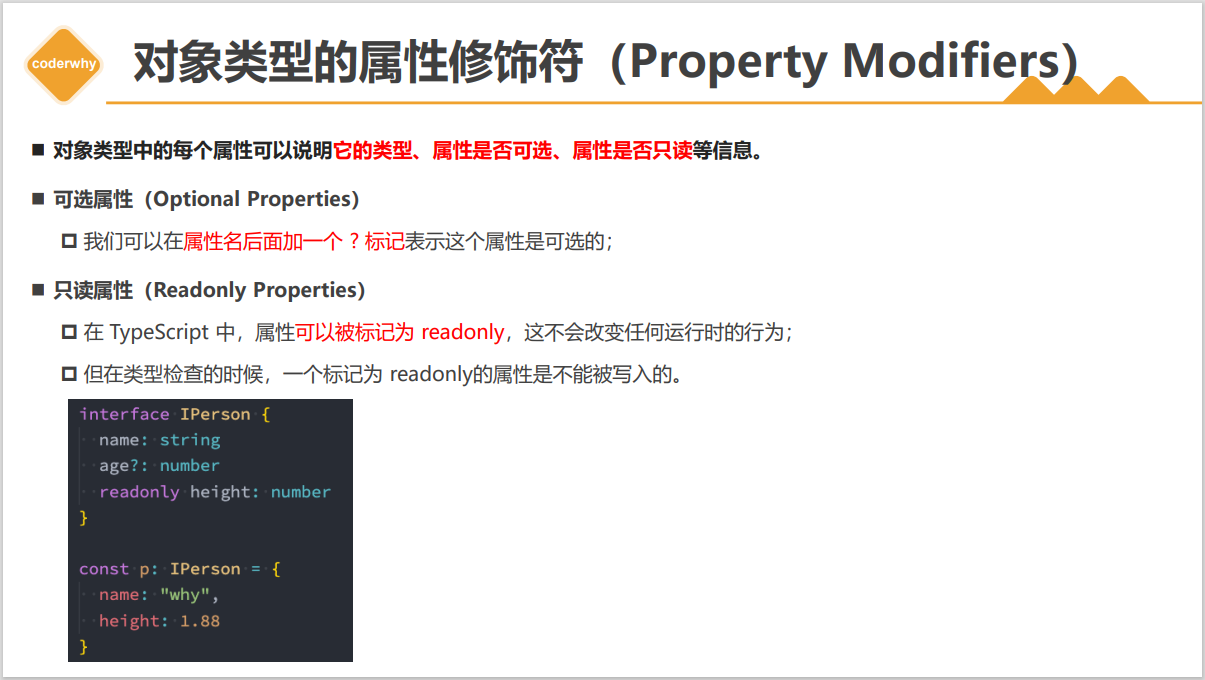 coderwhy
对象类型的属性修饰符（Property Modifiers）
对象类型中的每个属性可以说明它的类型、属性是否可选、属性是否只读等信息。
可选属性（Optional Properties）
我们可以在属性名后面加一个 ? 标记表示这个属性是可选的；
只读属性（Readonly Properties）
在 TypeScript 中，属性可以被标记为 readonly，这不会改变任何运行时的行为；
但在类型检查的时候，一个标记为 readonly的属性是不能被写入的。
interface IPerson {
  name: string
  age?: number
  readonly height: number
}
const p: IPerson = {
  name: "why",
  height: 1.88
}